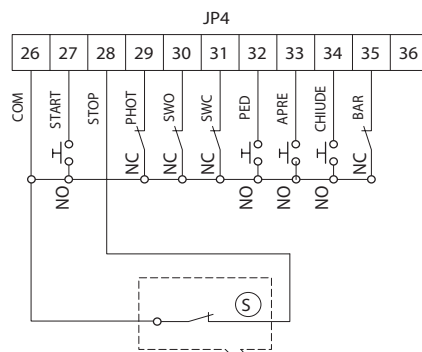 JP4
26 27 28 29 30 31 32 33 34 35 36
COM START STOP PHOT SWO SWC PED APRE CHIUDE BAR
NC NC NC NC
NO NO NO NO
S